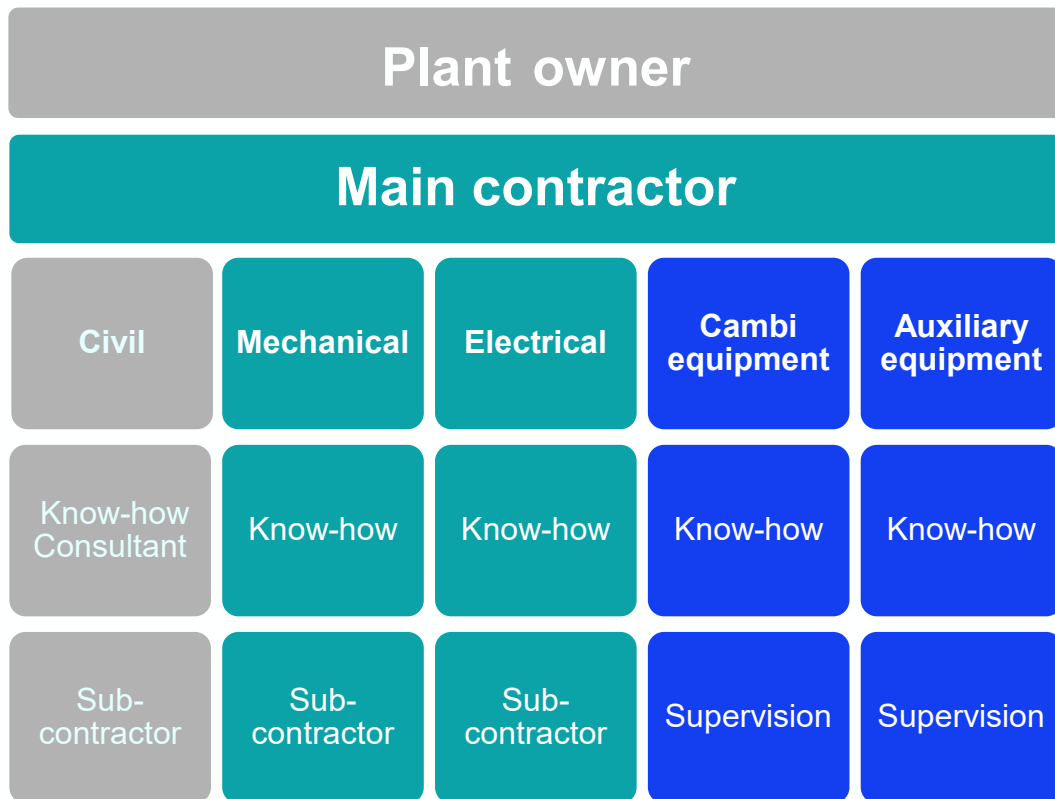 Plant owner
Main contractor
Civil
Mechanical
Electrical
Cambi
equipment
Auxiliary
equipment
Know-how
Consultant
Know-how
Know-how
Know-how
Know-how
Sub-
contractor
Sub-
contractor
Sub-
contractor
Supervision
Supervision